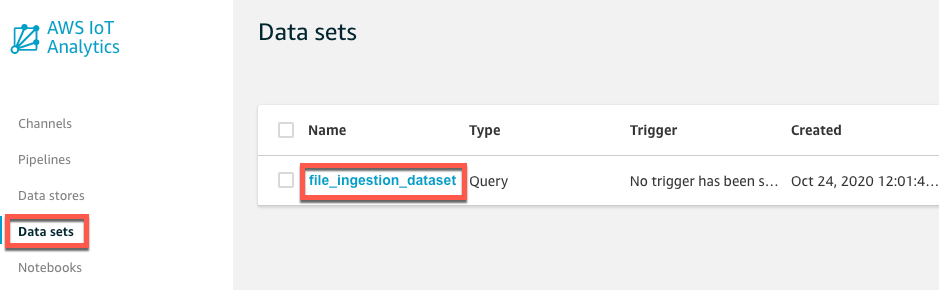 AWS IoT
Analytics
Data sets
Channels
Pipelines
Data stores
Data sets
Notebooks
Name Type Trigger Created
file_ingestion_dataset Query No trigger has been s... Oct 24, 2020 12:01:4...